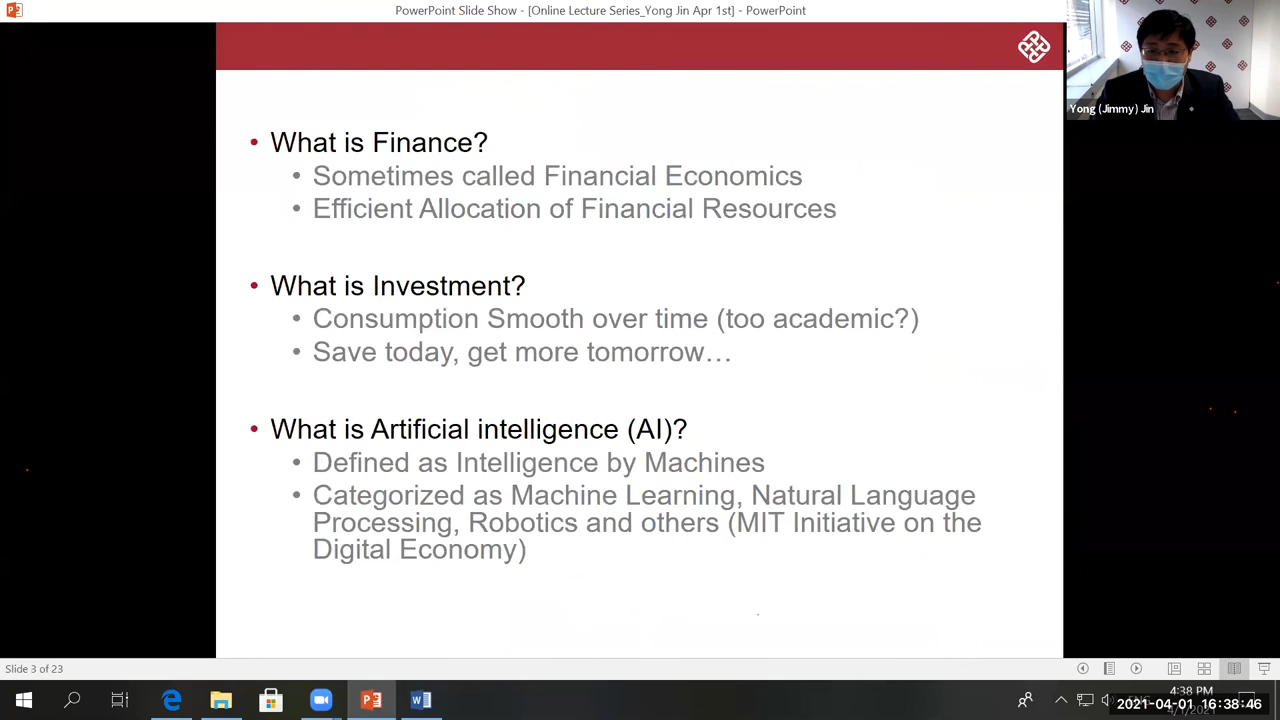 PowerPoint Slide Show - [Online Lecture Series_Yong Jin Apr 1st] - PowerPoint
Yong (Jimmy) Jin
• What is Finance?
• Sometimes called Financial Economics
• Efficient Allocation of Financial Resources
• What is Investment?
• Consumption Smooth over time (too academic?)
• Save today, get more tomorrow…
• What is Artificial intelligence (AI)?
• Defined as Intelligence by Machines
• Categorized as Machine Learning, Natural Language
Processing, Robotics and others (MIT Initiative on the
Digital Economy)
Slide 3 of 23
4:38 PM
2021-04-01 16:38:46